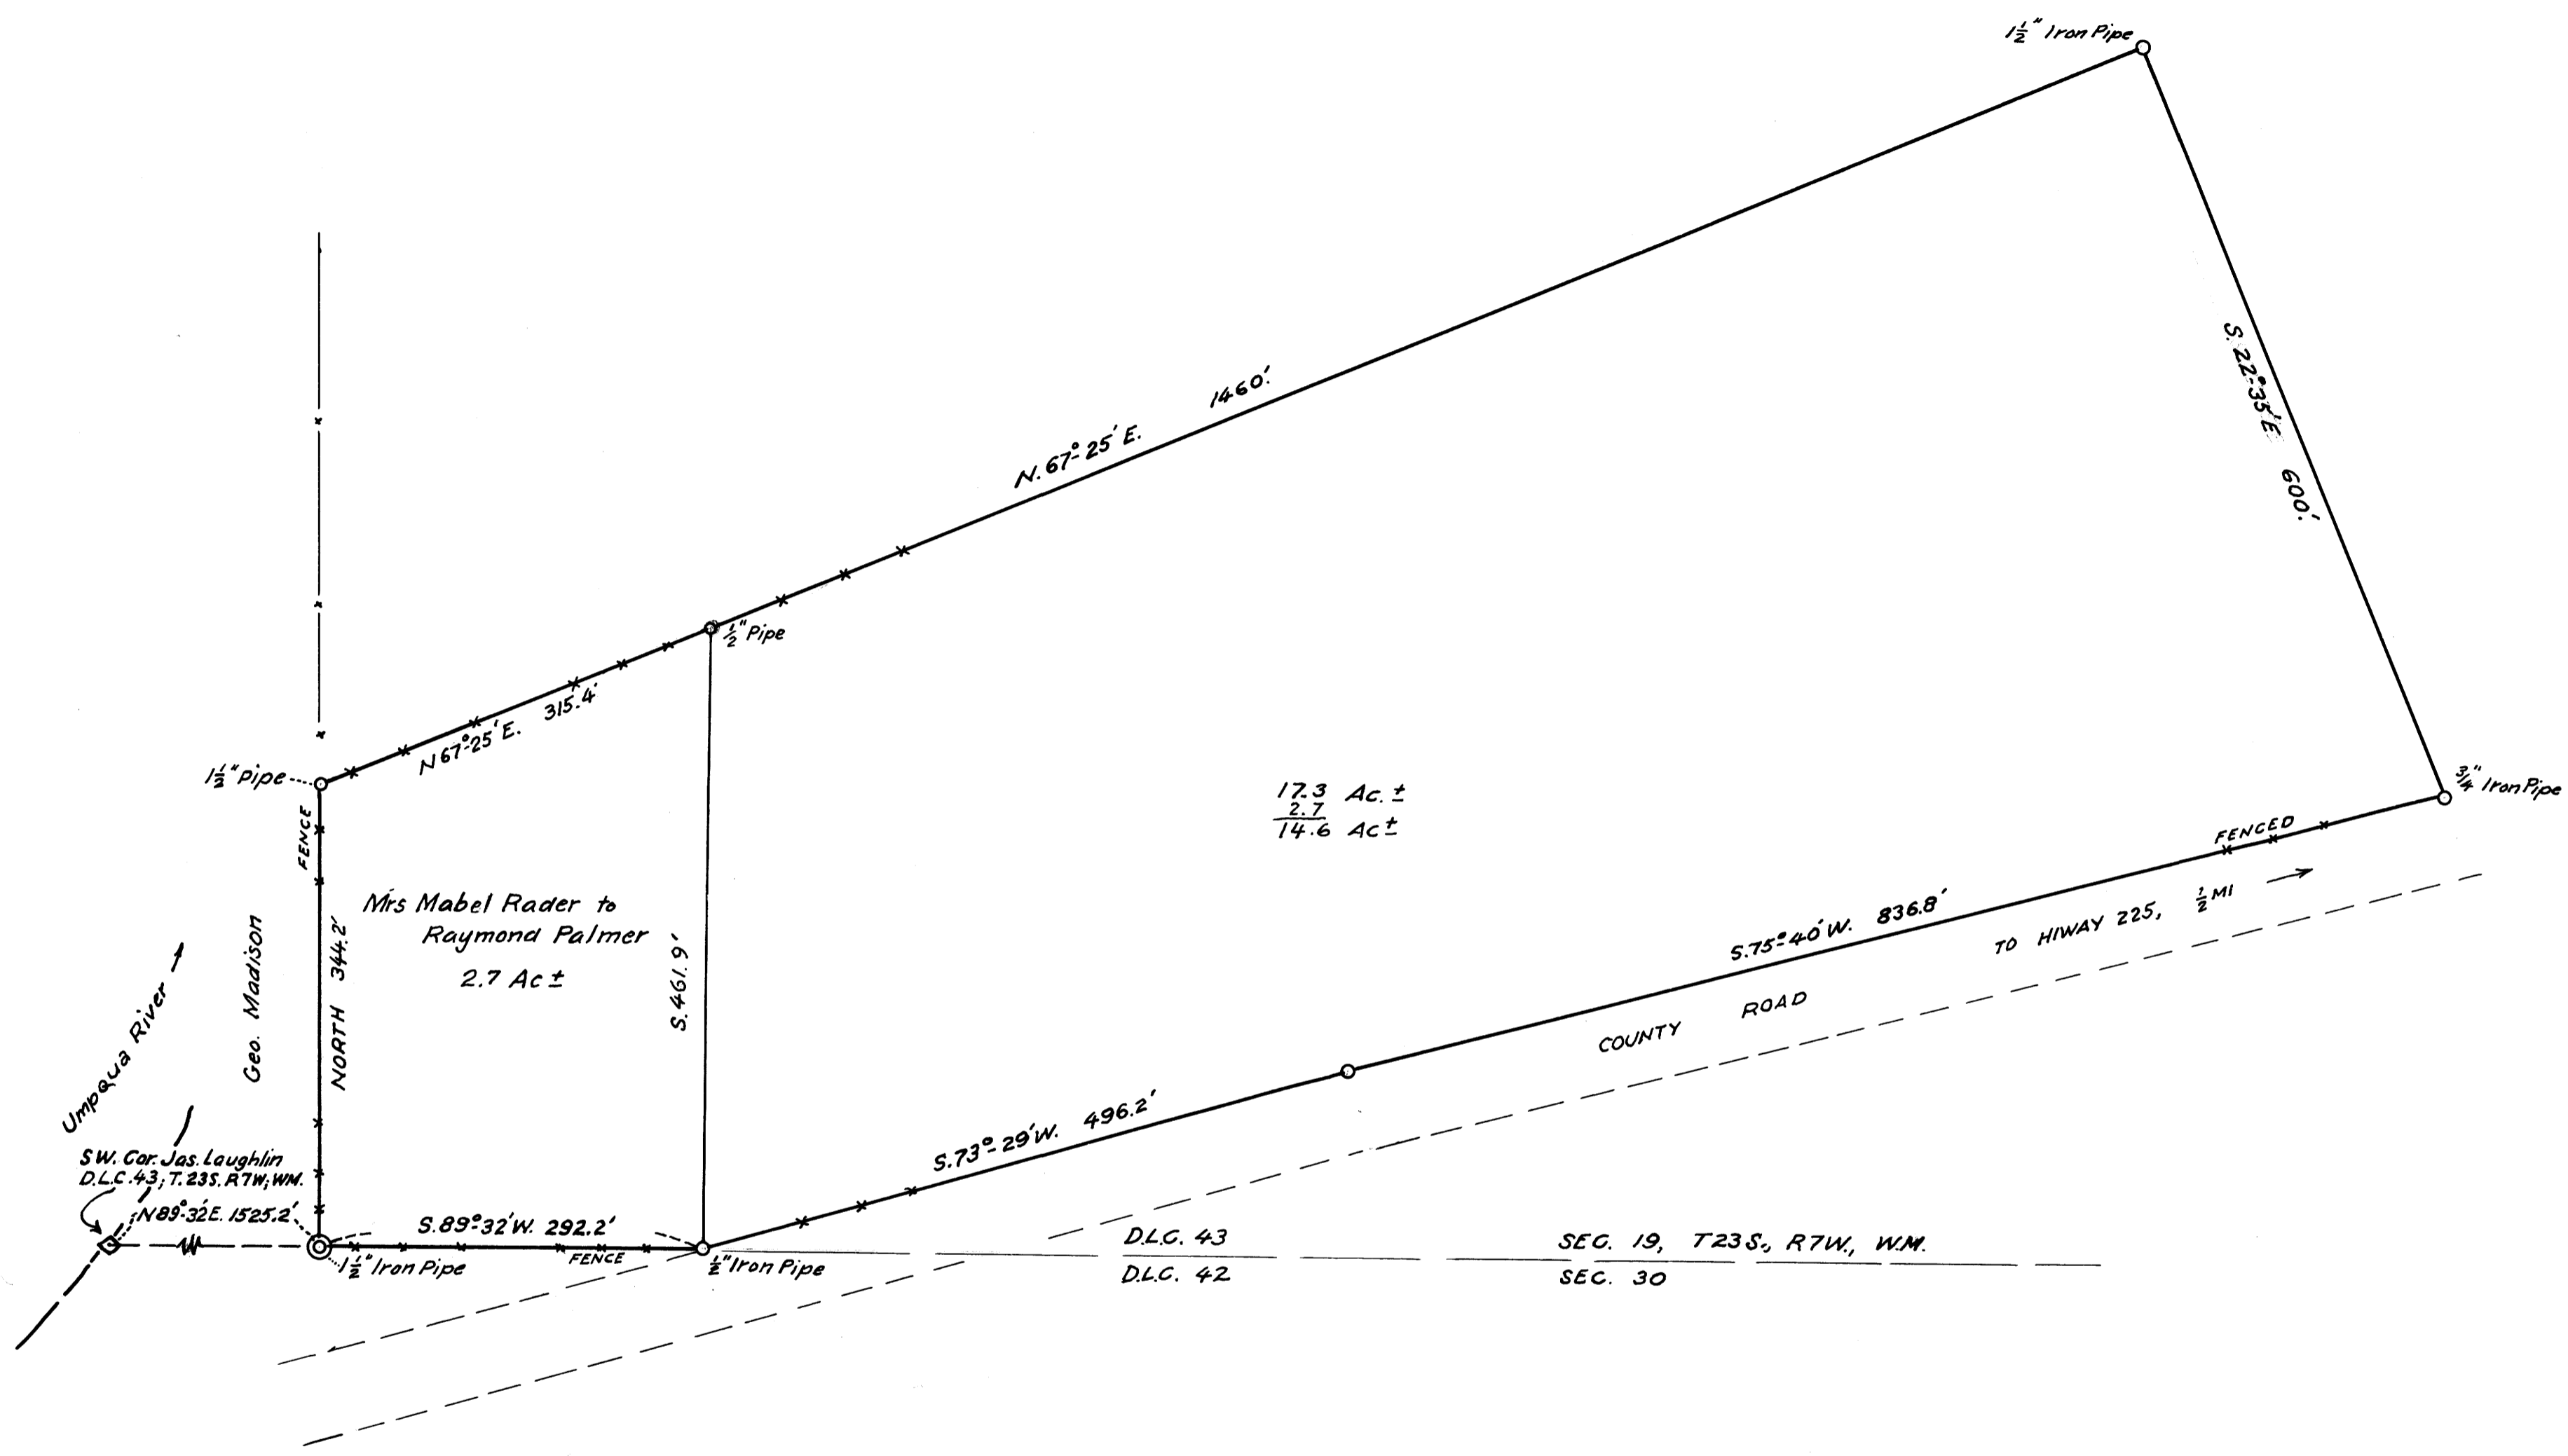 1½" Iron Pipe
S. 22°-35' E 600.'
N. 67°-25' E. 1460.'
½" Pipe
N 67°-25' E. 315.4'
1½" Pipe
¾" Iron Pipe
FENCE
17.3 Ac. ±
2.7
14.6 Ac ±
FENCED
Mrs Mabel Rader to
Raymond Palmer
2.7 Ac ±
NORTH 344.2'
Geo. Madison
S. 461.9'
Umpqua River
S.75°-40' W. 836.8'
TO HIWAY 225, ½ MI
COUNTY ROAD
S.73°-29' W. 496.2'
SW. Cor. Jas. Laughlin
D.L.C. 43; T.23S. R7W; WM.
N89°-32' E. 1525.2'
S.89°-32' W. 292.2'
1½" Iron Pipe
FENCE
½" Iron Pipe
D.L.C. 43
D.L.C. 42
SEC. 19, T23S., R7W., W.M.
SEC. 30